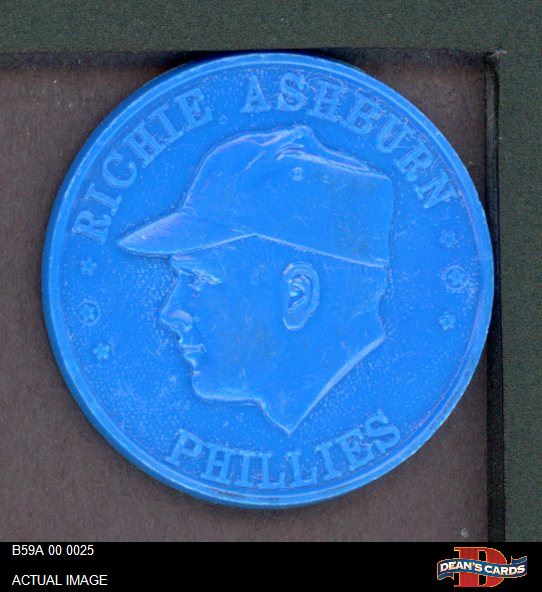 RICHIE ASHBURN
PHILLIES
B59A 00 0025
ACTUAL IMAGE
D
DEAN'S CARDS